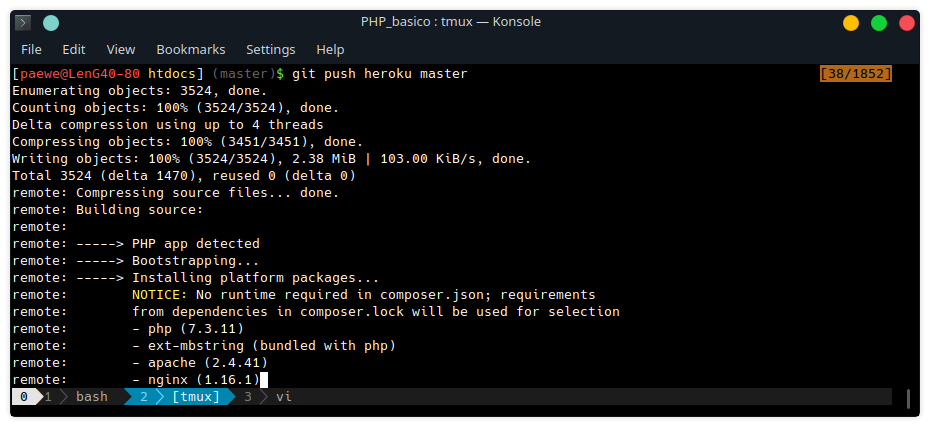 PHP_basico : tmux — Konsole
File Edit View Bookmarks Settings Help
[paewe@LenG40-80 htdocs] (master)$ git push heroku master [38/1852]
Enumerating objects: 3524, done.
Counting objects: 100% (3524/3524), done.
Delta compression using up to 4 threads
Compressing objects: 100% (3451/3451), done.
Writing objects: 100% (3524/3524), 2.38 MiB | 103.00 KiB/s, done.
Total 3524 (delta 1470), reused 0 (delta 0)
remote: Compressing source files... done.
remote: Building source:
remote:
remote: -----> PHP app detected
remote: -----> Bootstrapping...
remote: -----> Installing platform packages...
remote:        NOTICE: No runtime required in composer.json; requirements
remote:        from dependencies in composer.lock will be used for selection
remote:        - php (7.3.11)
remote:        - ext-mbstring (bundled with php)
remote:        - apache (2.4.41)
remote:        - nginx (1.16.1)
0 1 bash 2 [tmux] 3 vi